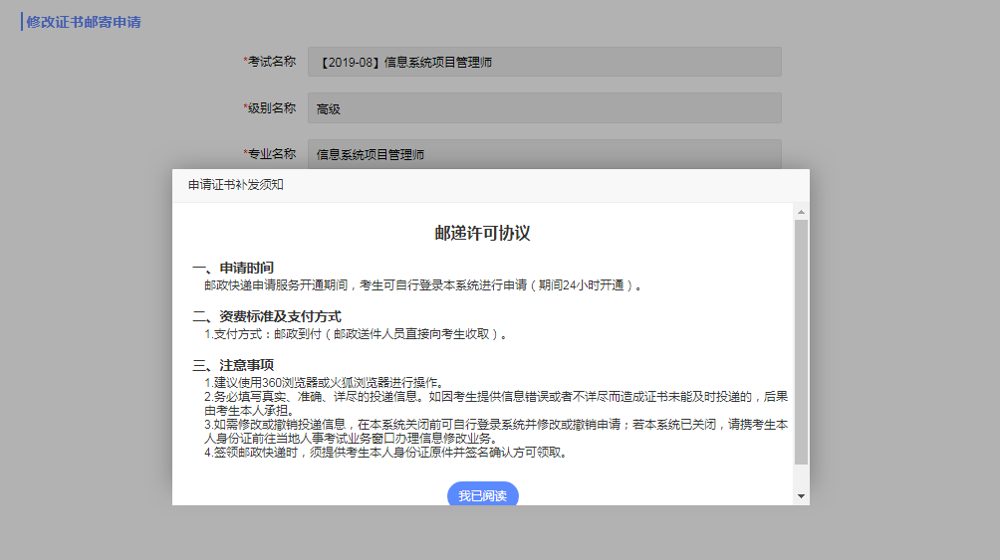 修改证书邮寄申请
*考试名称 【2019-08】信息系统项目管理师
*级别名称 高级
*专业名称 信息系统项目管理师
申请证书补发须知
邮递许可协议
一、申请时间
邮政快递申请服务开通期间，考生可自行登录本系统进行申请（期间24小时开通）。
二、资费标准及支付方式
1.支付方式：邮政到付（邮政送件人员直接向考生收取）。
三、注意事项
1.建议使用360浏览器或火狐浏览器进行操作。
2.务必填写真实、准确、详尽的投递信息。如因考生提供信息错误或者不详尽而造成证书未能及时投递的，后果
由考生本人承担。
3.如需修改或撤销投递信息，在本系统关闭前可自行登录系统并修改或撤销申请；若本系统已关闭，请携考生本
人身份证前往当地人事考试业务窗口办理信息修改业务。
4.签领邮政快递时，须提供考生本人身份证原件并签名确认方可领取。
我已阅读